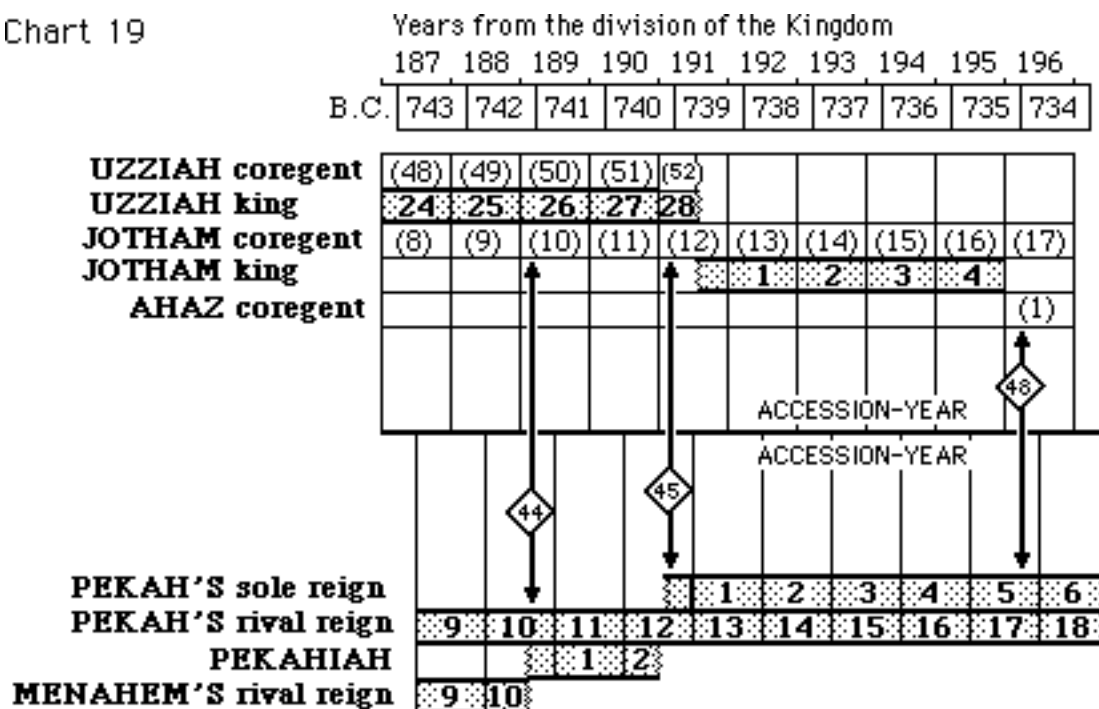 Chart 19
Years from the division of the Kingdom
187 188 189 190 191 192 193 194 195 196
B.C. 743 742 741 740 739 738 737 736 735 734
UZZIAH coregent (48) (49) (50) (51) (52)
UZZIAH king 24 25 26 27 28
JOTHAM coregent (8) (9) (10) (11) (12) (13) (14) (15) (16) (17)
JOTHAM king 1 2 3 4
AHAZ coregent (1)
48
ACCESSION-YEAR
ACCESSION-YEAR
45
44
PEKAH'S sole reign 1 2 3 4 5 6
PEKAH'S rival reign 9 10 11 12 13 14 15 16 17 18
PEKAHIAH 1 2
MENAHEM'S rival reign 9 10